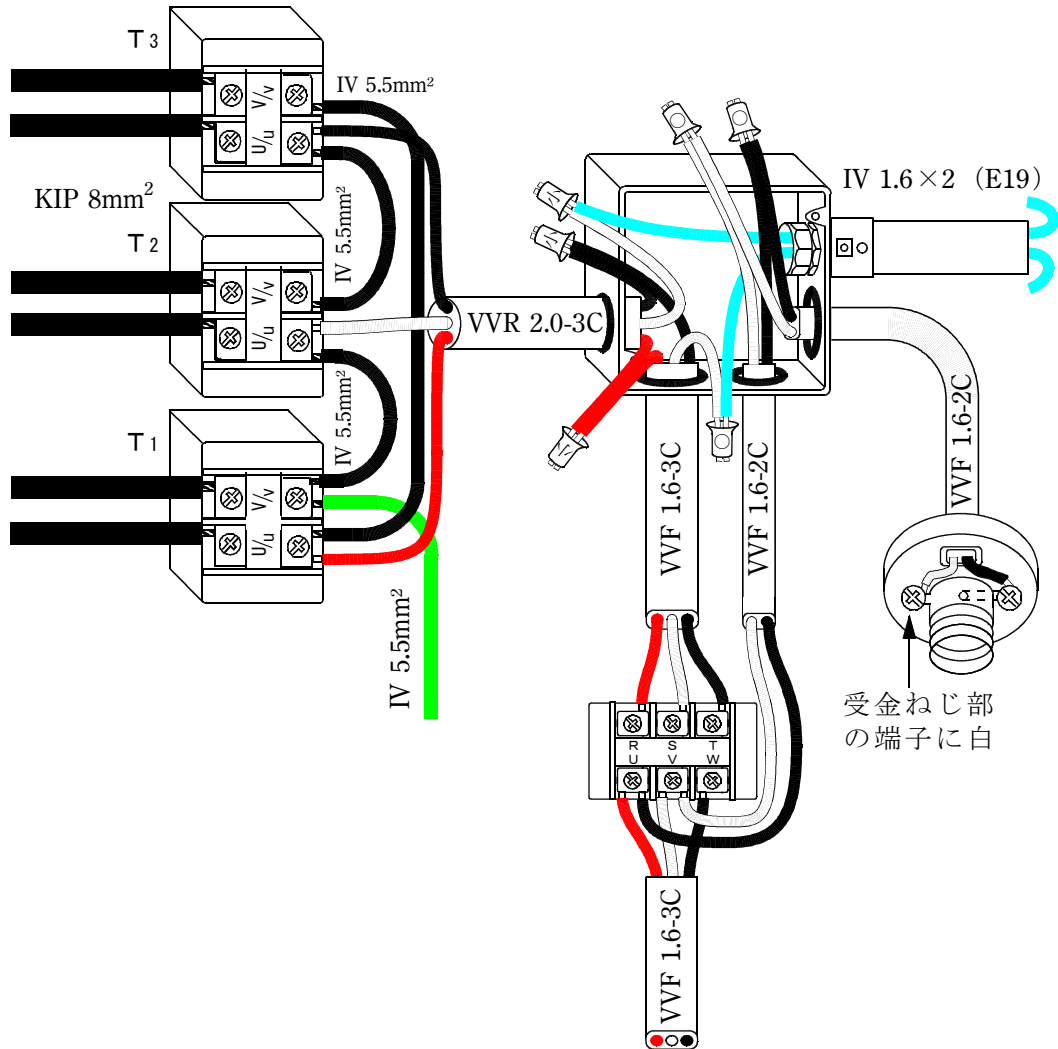 T3
IV 5.5mm²
V/v
U/u
KIP 8mm²
IV 5.5mm²
IV 1.6×2 (E19)
T2
V/v
U/u
VVR 2.0-3C
IV 5.5mm²
T1
V/v
U/u
IV 5.5mm²
VVF 1.6-3C
VVF 1.6-2C
VVF 1.6-2C
受金ねじ部
の端子に白
R S T
U V W
VVF 1.6-3C